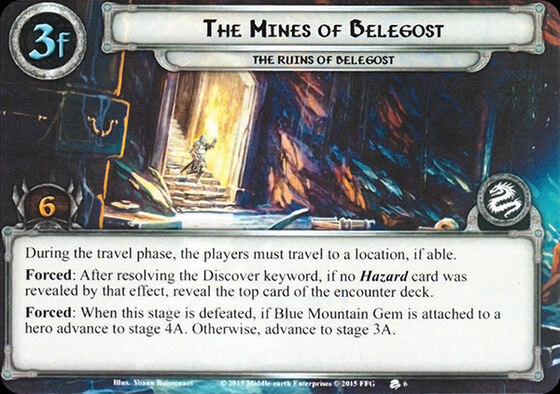 3F
THE MINES OF BELEGOST
THE RUINS OF BELEGOST
6
During the travel phase, the players must travel to a location, if able.
Forced: After resolving the Discover keyword, if no Hazard card was
revealed by that effect, reveal the top card of the encounter deck.
Forced: When this stage is defeated, if Blue Mountain Gem is attached to a
hero advance to stage 4A. Otherwise, advance to stage 3A.
Illus. Yoann Boissonnet © 2015 Middle-earth Enterprises © 2015 FFG 6